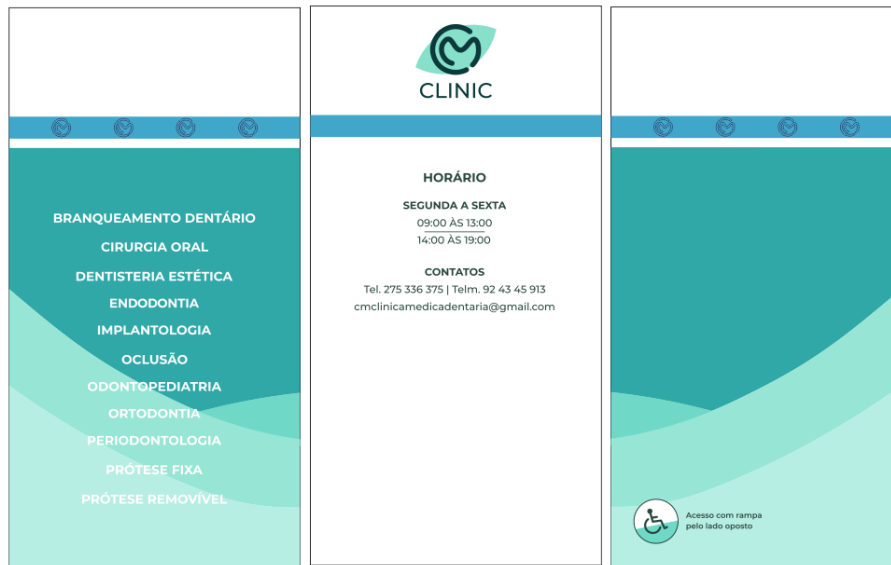 BRANQUEAMENTO DENTÁRIO
CIRURGIA ORAL
DENTISTERIA ESTÉTICA
ENDODONTIA
IMPLANTOLOGIA
OCLUSÃO
ODONTOPEDIATRIA
ORTODONTIA
PERIODONTOLOGIA
PRÓTESE FIXA
PRÓTESE REMOVÍVEL
CM
CLINIC
HORÁRIO
SEGUNDA A SEXTA
09:00 ÀS 13:00
14:00 ÀS 19:00
CONTATOS
Tel. 275 336 375 | Telm. 92 43 45 913
cmclinicamedicadentaria@gmail.com
Acesso com rampa
pelo lado oposto